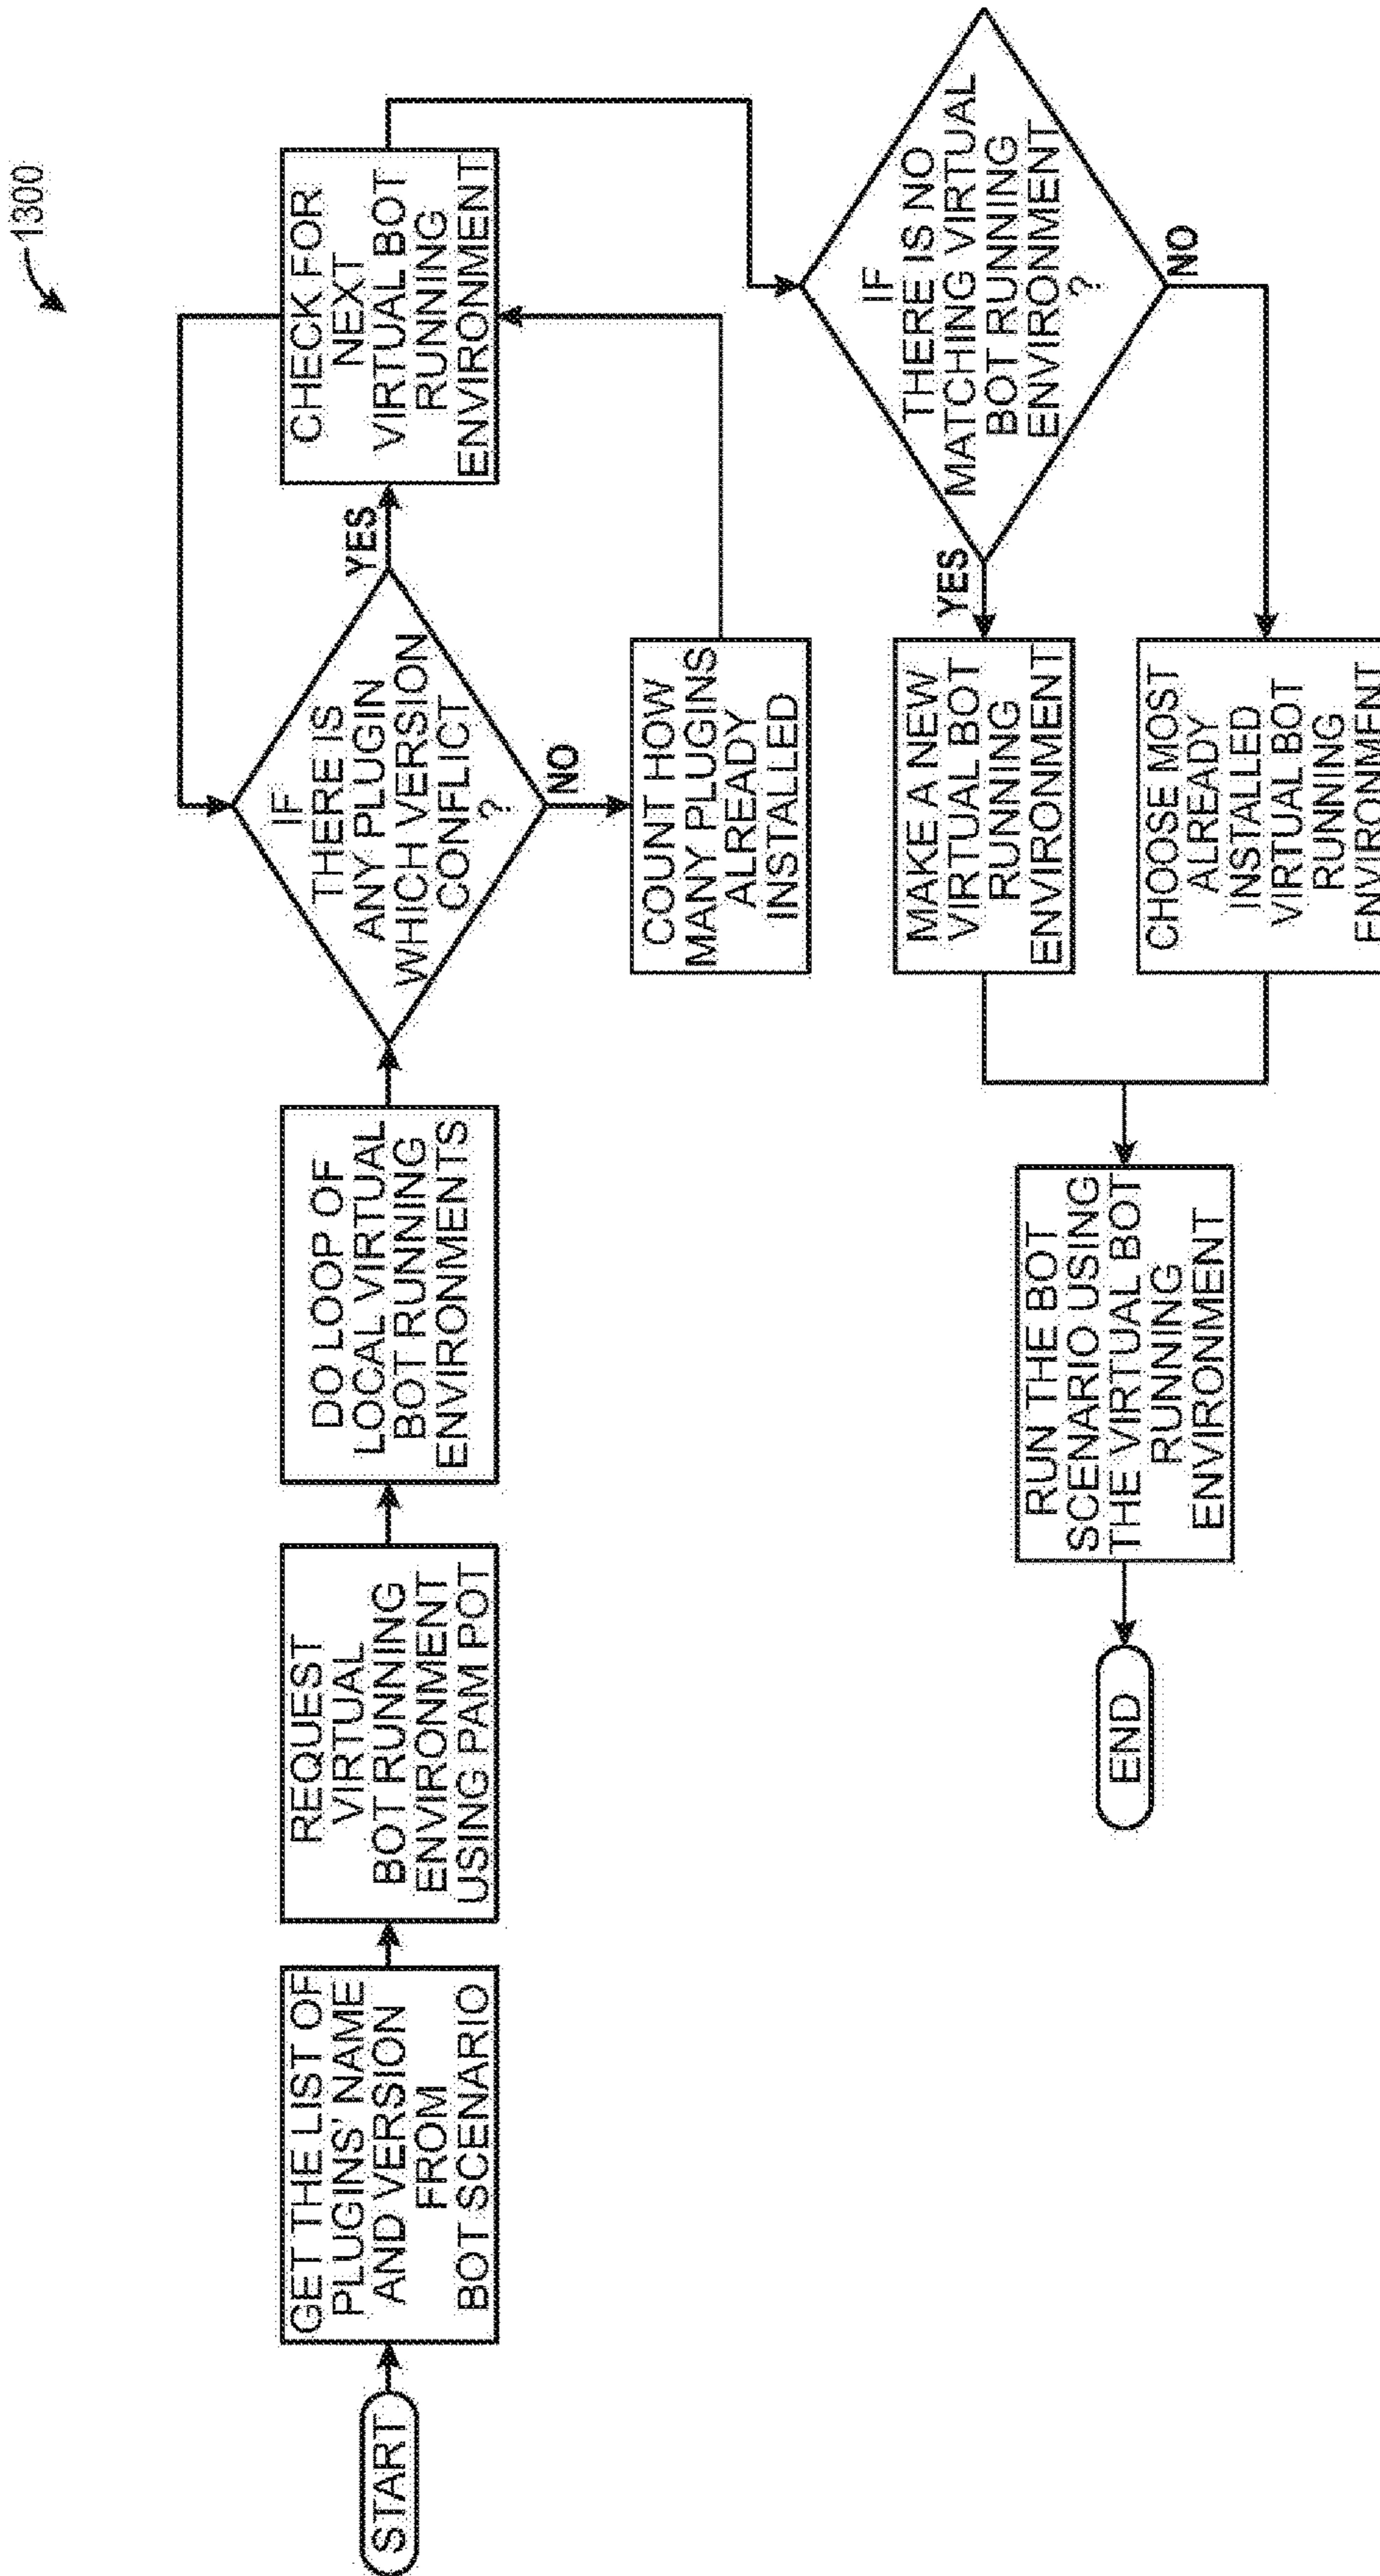 1300
START
GET THE LIST OF
PLUGINS' NAME
AND VERSION
FROM
BOT SCENARIO
REQUEST
VIRTUAL
BOT RUNNING
ENVIRONMENT
USING PAM POT
DO LOOP OF
LOCAL VIRTUAL
BOT RUNNING
ENVIRONMENTS
IF
THERE IS
ANY PLUGIN
WHICH VERSION
CONFLICT
?
YES
NO
CHECK FOR
NEXT
VIRTUAL BOT
RUNNING
ENVIRONMENT
COUNT HOW
MANY PLUGINS
ALREADY
INSTALLED
IF
THERE IS NO
MATCHING VIRTUAL
BOT RUNNING
ENVIRONMENT
?
YES
NO
MAKE A NEW
VIRTUAL BOT
RUNNING
ENVIRONMENT
CHOOSE MOST
ALREADY
INSTALLED
VIRTUAL BOT
RUNNING
ENVIRONMENT
RUN THE BOT
SCENARIO USING
THE VIRTUAL BOT
RUNNING
ENVIRONMENT
END